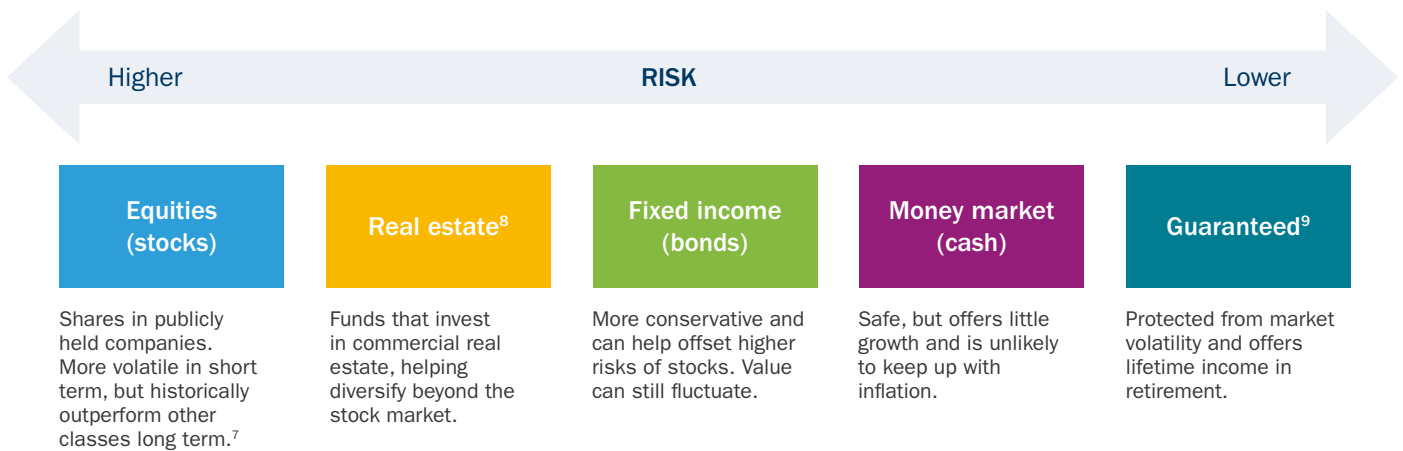 Higher RISK Lower
Equities
(stocks)
Real estate⁸
Fixed income
(bonds)
Money market
(cash)
Guaranteed⁹
Shares in publicly
held companies.
More volatile in short
term, but historically
outperform other
classes long term.⁷
Funds that invest
in commercial real
estate, helping
diversify beyond the
stock market.
More conservative and
can help offset higher
risks of stocks. Value
can still fluctuate.
Safe, but offers little
growth and is unlikely
to keep up with
inflation.
Protected from market
volatility and offers
lifetime income in
retirement.